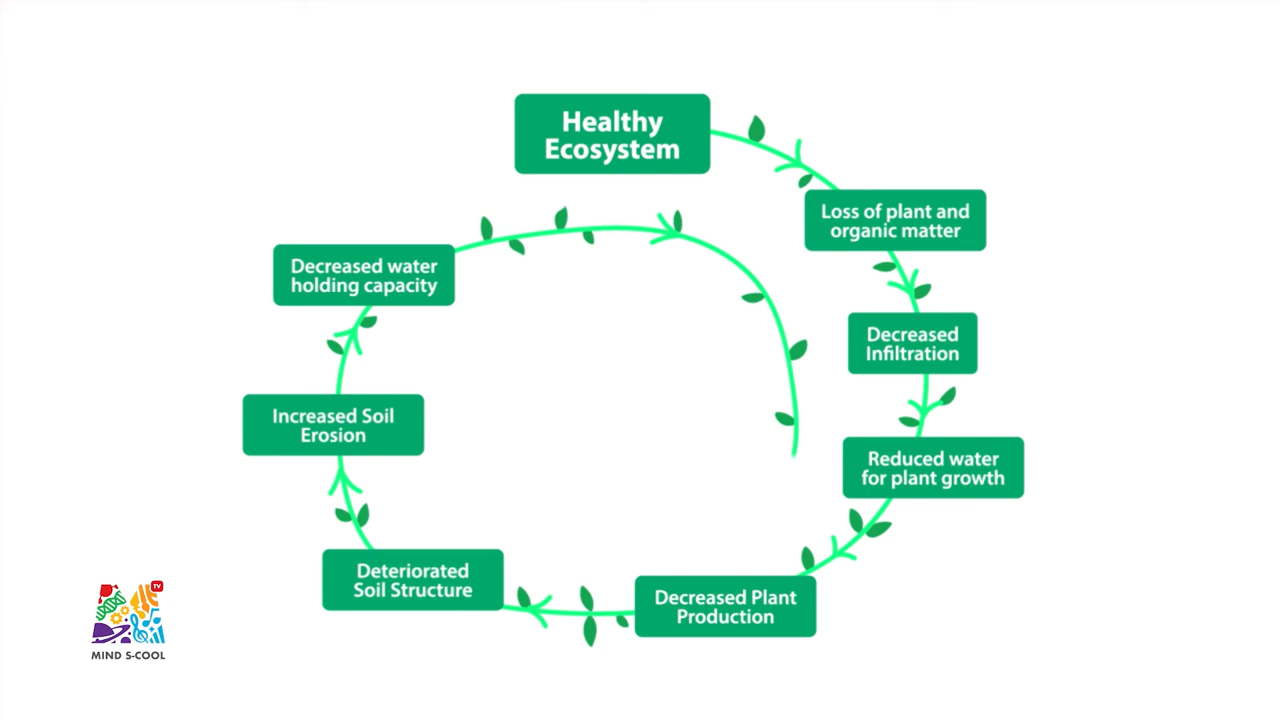 Healthy
Ecosystem
Loss of plant and
organic matter
Decreased
Infiltration
Reduced water
for plant growth
Decreased Plant
Production
Deteriorated
Soil Structure
Increased Soil
Erosion
Decreased water
holding capacity
TV
MIND S-COOL